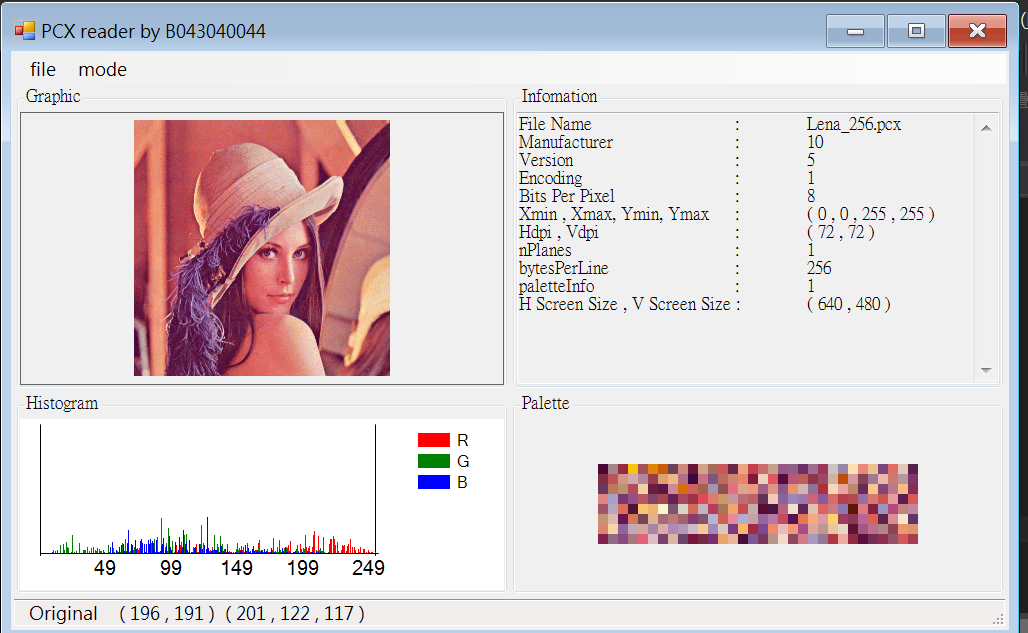 PCX reader by B043040044
file mode
Graphic
Infomation
File Name : Lena_256.pcx
Manufacturer : 10
Version : 5
Encoding : 1
Bits Per Pixel : 8
Xmin , Xmax, Ymin, Ymax : ( 0 , 0 , 255 , 255 )
Hdpi , Vdpi : ( 72 , 72 )
nPlanes : 1
bytesPerLine : 256
paletteInfo : 1
H Screen Size , V Screen Size : ( 640 , 480 )
Histogram
R
G
B
49 99 149 199 249
Palette
Original ( 196 , 191 ) ( 201 , 122 , 117 )